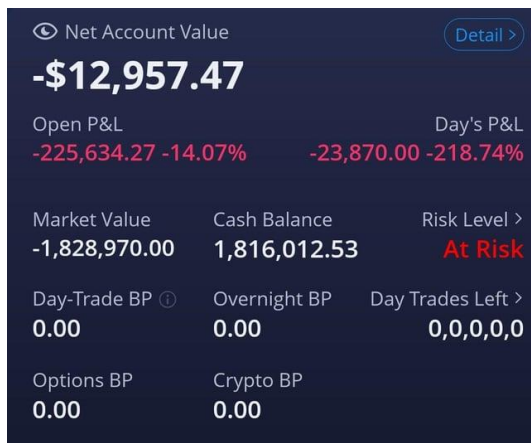 Net Account Value
Detail >
-$12,957.47
Open P&L Day's P&L
-225,634.27 -14.07% -23,870.00 -218.74%
Market Value Cash Balance Risk Level >
-1,828,970.00 1,816,012.53 At Risk
Day-Trade BP Overnight BP Day Trades Left >
0.00 0.00 0,0,0,0,0
Options BP Crypto BP
0.00 0.00